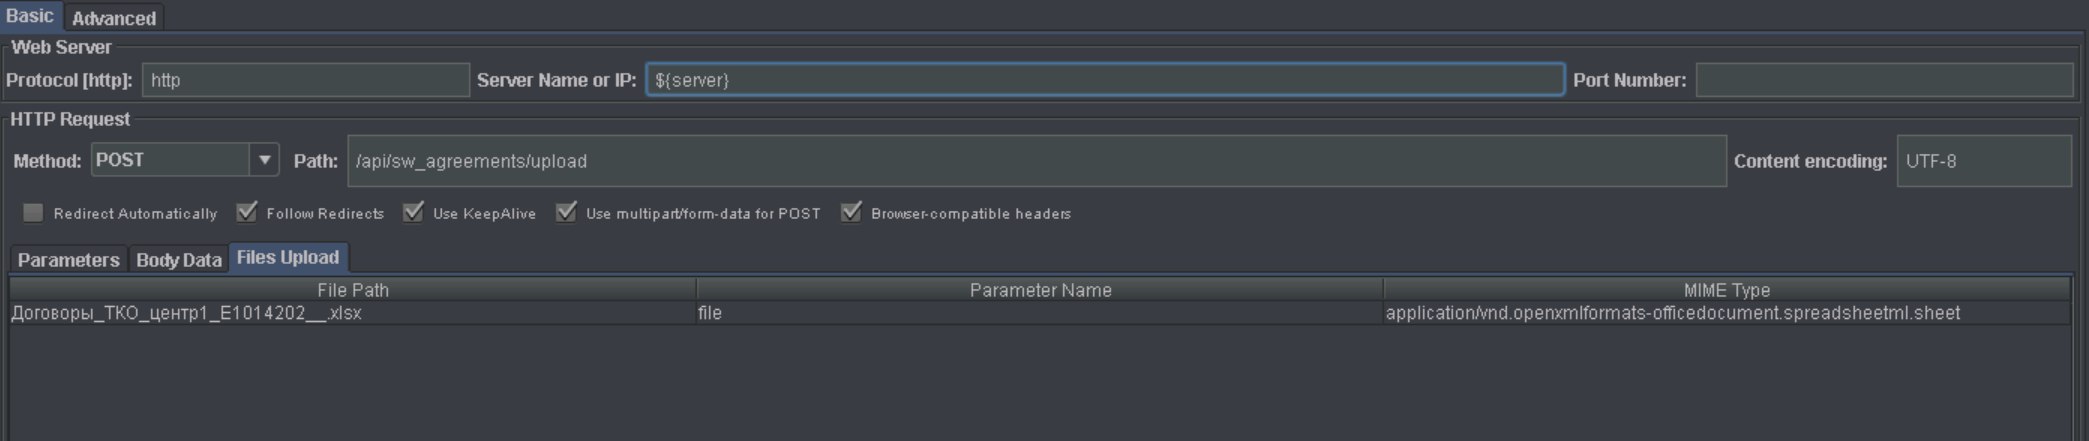 Basic Advanced
Web Server
Protocol [http]: http Server Name or IP: ${server} Port Number:
HTTP Request
Method: POST Path: /api/sw_agreements/upload Content encoding: UTF-8
Redirect Automatically Follow Redirects Use KeepAlive Use multipart/form-data for POST Browser-compatible headers
Parameters Body Data Files Upload
File Path Parameter Name MIME Type
Договоры_ТКО_центр1_E1014202__.xlsx file application/vnd.openxmlformats-officedocument.spreadsheetml.sheet